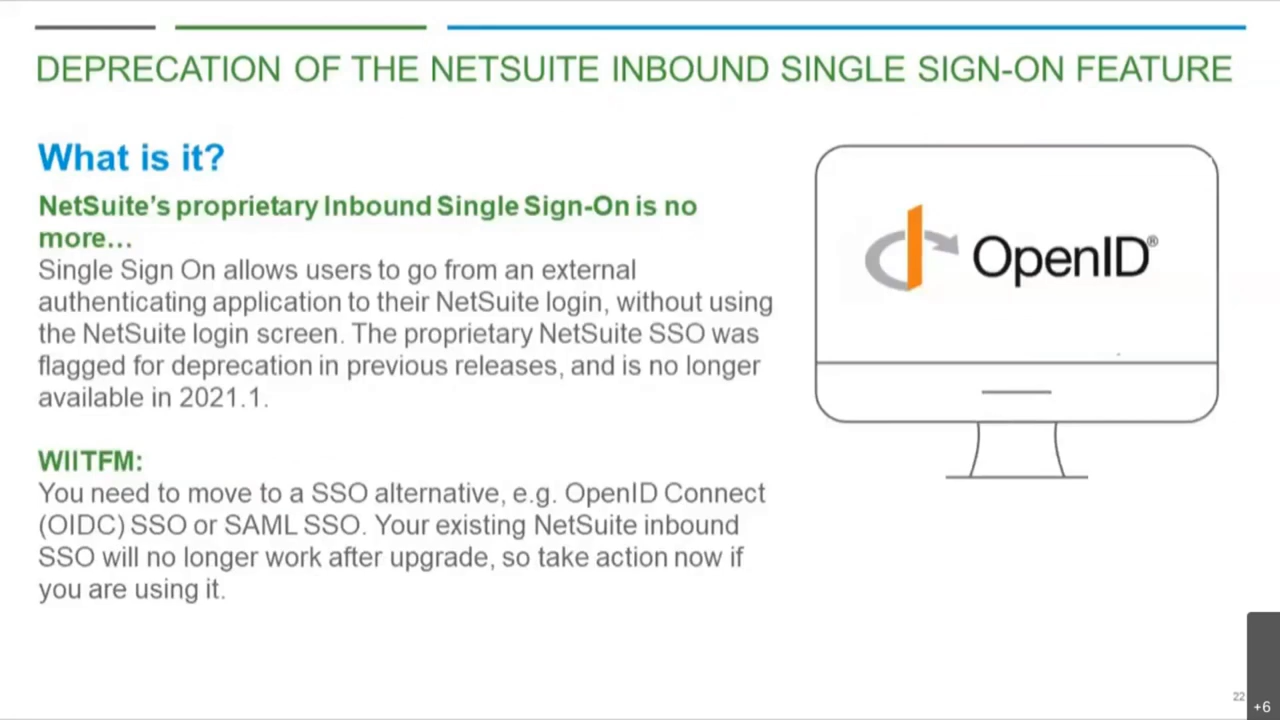 DEPRECATION OF THE NETSUITE INBOUND SINGLE SIGN-ON FEATURE
What is it?
NetSuite's proprietary Inbound Single Sign-On is no
more...
Single Sign On allows users to go from an external
authenticating application to their NetSuite login, without using
the NetSuite login screen. The proprietary NetSuite SSO was
flagged for deprecation in previous releases, and is no longer
available in 2021.1.
WIITFM:
You need to move to a SSO alternative, e.g. OpenID Connect
(OIDC) SSO or SAML SSO. Your existing NetSuite inbound
SSO will no longer work after upgrade, so take action now if
you are using it.
OpenID®
22
+6